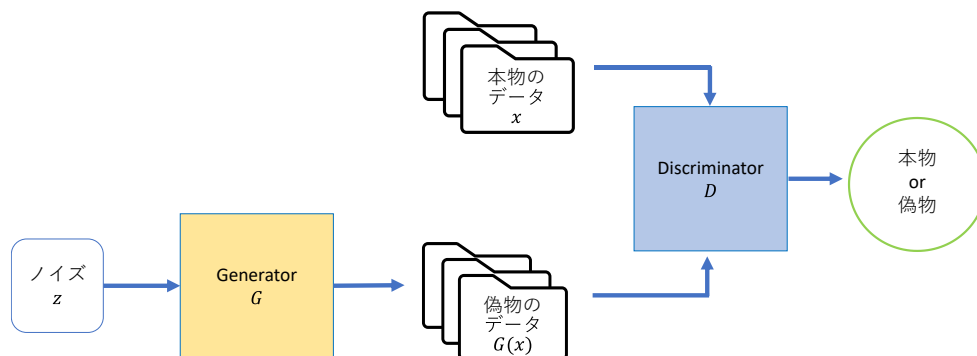 本物の
データ
x
Discriminator
D
本物
or
偽物
ノイズ
z
Generator
G
偽物の
データ
G(x)